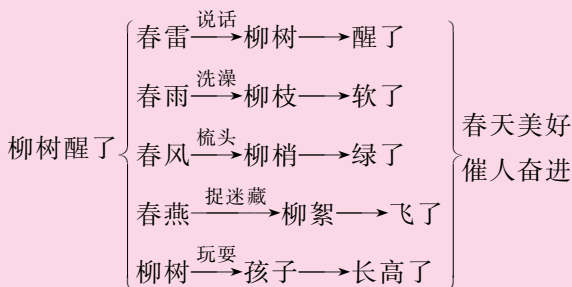 说话
春雷→柳树→醒了
洗澡
春雨→柳枝→软了
梳头
柳树醒了 春风→柳梢→绿了 春天美好
催人奋进
捉迷藏
春燕→柳絮→飞了
玩耍
柳树→孩子→长高了